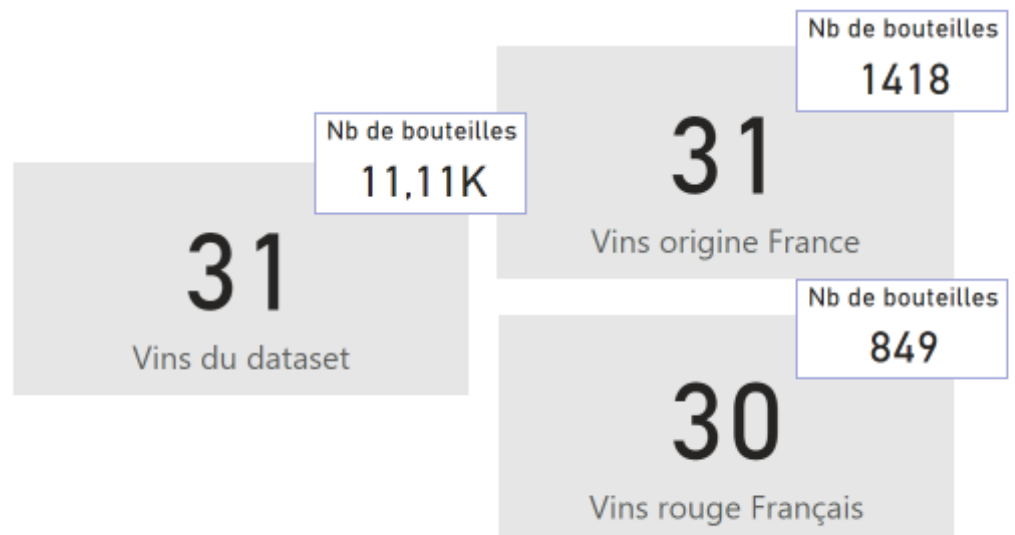 Nb de bouteilles
11,11K
31
Vins du dataset
Nb de bouteilles
1418
31
Vins origine France
Nb de bouteilles
849
30
Vins rouge Français